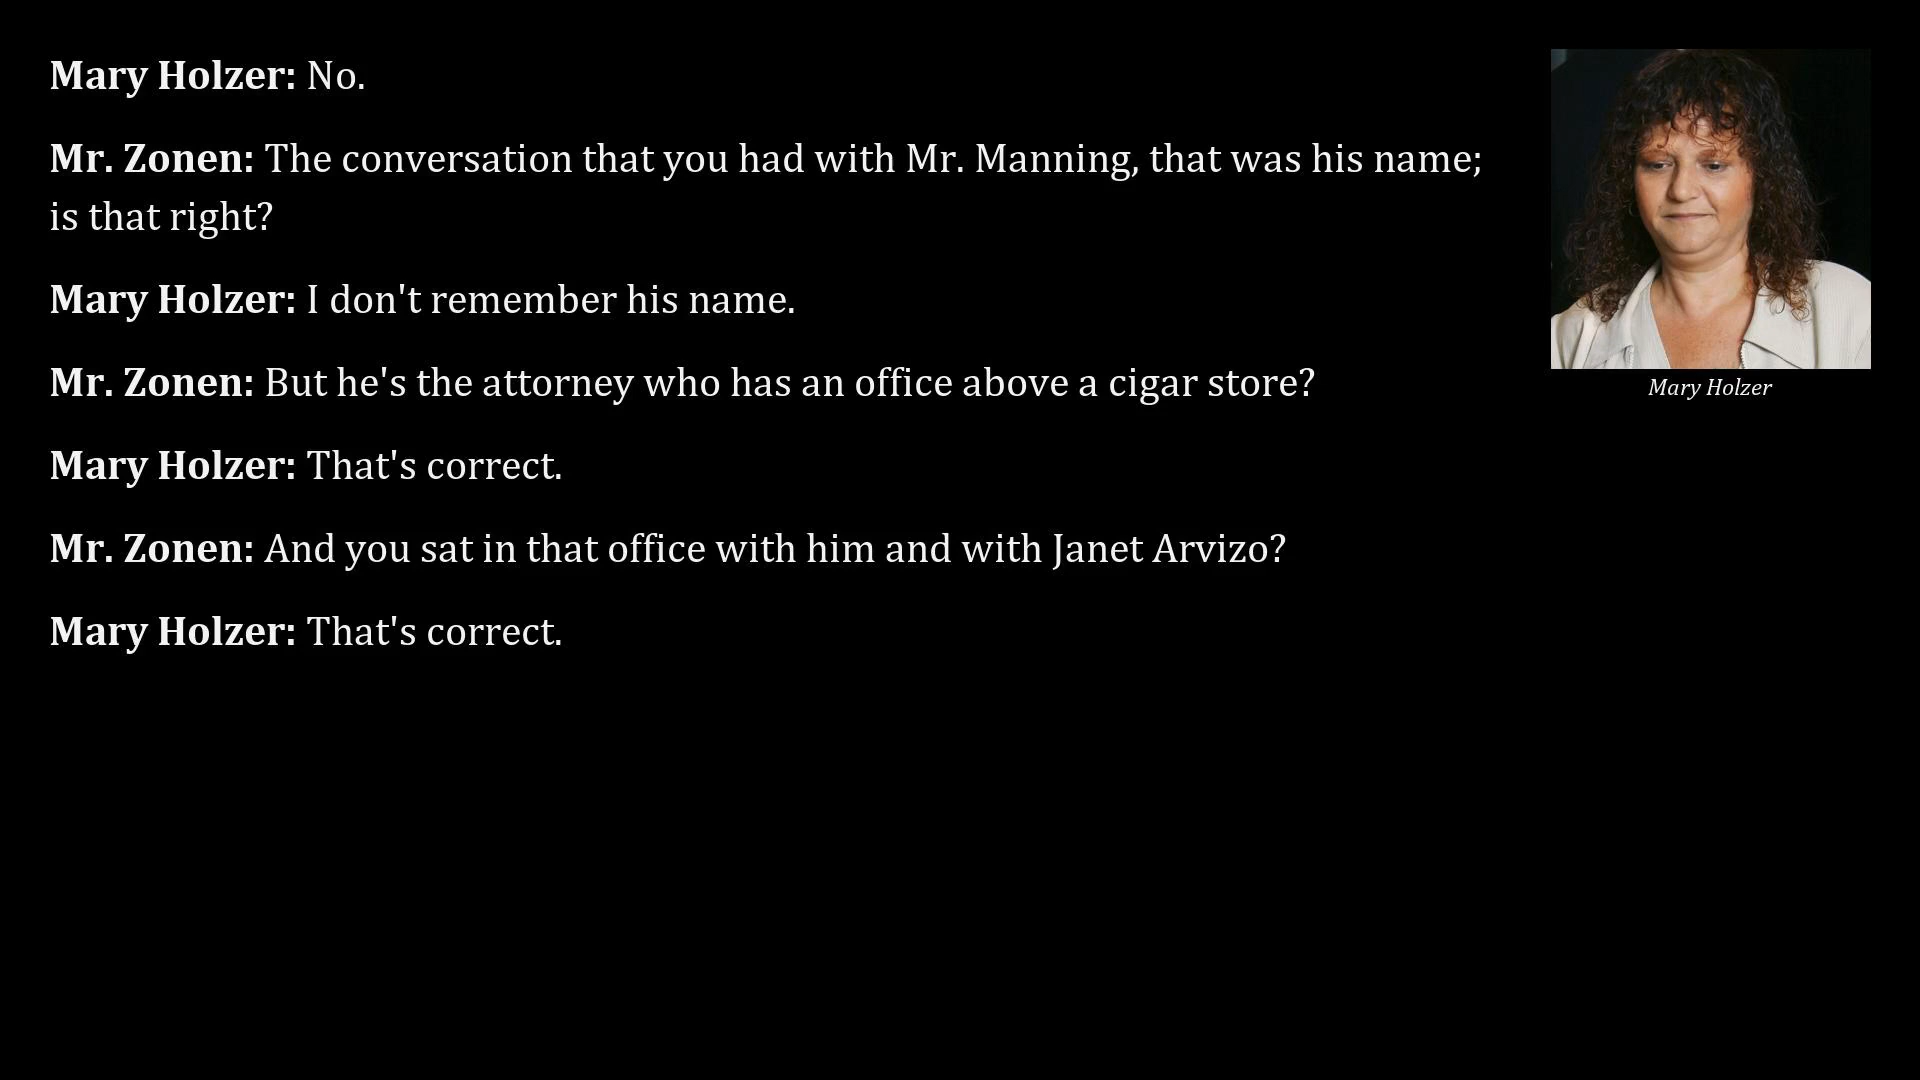 Mary Holzer: No.
Mr. Zonen: The conversation that you had with Mr. Manning, that was his name;
is that right?
Mary Holzer: I don't remember his name.
Mr. Zonen: But he's the attorney who has an office above a cigar store?
Mary Holzer: That's correct.
Mr. Zonen: And you sat in that office with him and with Janet Arvizo?
Mary Holzer: That's correct.
Mary Holzer